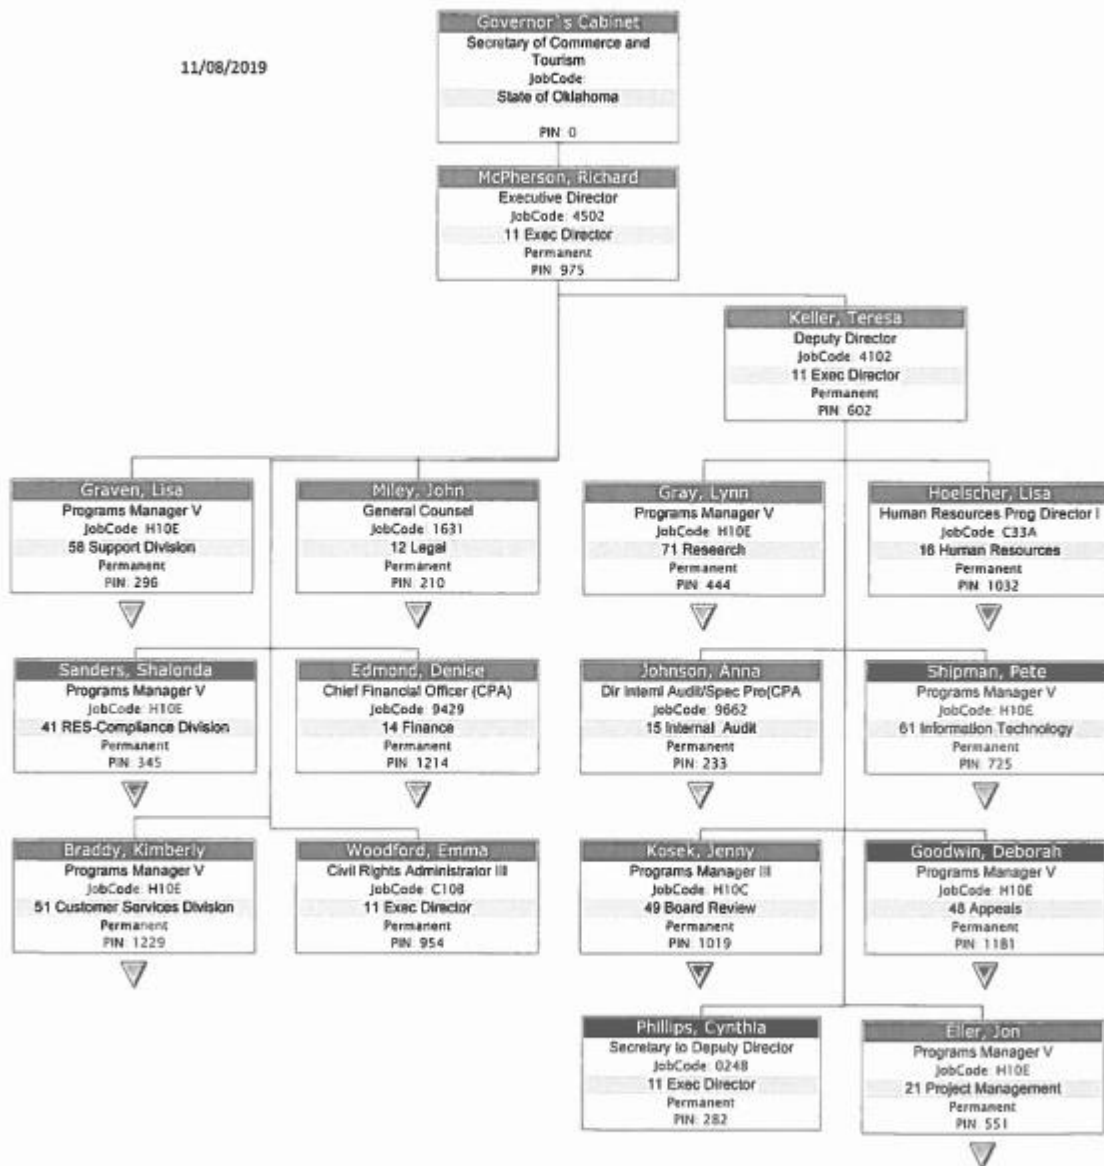 11/08/2019
Governor`s Cabinet
Secretary of Commerce and
Tourism
JobCode:
State of Oklahoma
PIN: 0
McPherson, Richard
Executive Director
JobCode: 4502
11 Exec Director
Permanent
PIN: 975
Keller, Teresa
Deputy Director
JobCode: 4102
11 Exec Director
Permanent
PIN: 602
Graven, Lisa
Programs Manager V
JobCode: H10E
58 Support Division
Permanent
PIN: 296
Miley, John
General Counsel
JobCode: 1631
12 Legal
Permanent
PIN: 210
Gray, Lynn
Programs Manager V
JobCode: H10E
71 Research
Permanent
PIN: 444
Hoelscher, Lisa
Human Resources Prog Director I
JobCode: C33A
16 Human Resources
Permanent
PIN: 1032
Sanders, Shalonda
Programs Manager V
JobCode: H10E
41 RES-Compliance Division
Permanent
PIN: 345
Edmond, Denise
Chief Financial Officer (CPA)
JobCode: 9429
14 Finance
Permanent
PIN: 1214
Johnson, Anna
Dir Internl Audit/Spec Pro(CPA
JobCode: 9662
15 Internal Audit
Permanent
PIN: 233
Shipman, Pete
Programs Manager V
JobCode: H10E
61 Information Technology
Permanent
PIN: 725
Braddy, Kimberly
Programs Manager V
JobCode: H10E
51 Customer Services Division
Permanent
PIN: 1229
Woodford, Emma
Civil Rights Administrator III
JobCode: C10B
11 Exec Director
Permanent
PIN: 954
Kosek, Jenny
Programs Manager III
JobCode: H10C
49 Board Review
Permanent
PIN: 1019
Goodwin, Deborah
Programs Manager V
JobCode: H10E
48 Appeals
Permanent
PIN: 1181
Phillips, Cynthia
Secretary to Deputy Director
JobCode: 0248
11 Exec Director
Permanent
PIN: 282
Eller, Jon
Programs Manager V
JobCode: H10E
21 Project Management
Permanent
PIN: 551